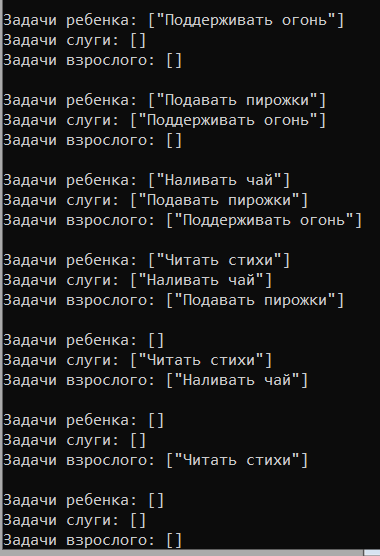 Задачи ребенка: ["Поддерживать огонь"]
Задачи слуги: []
Задачи взрослого: []
Задачи ребенка: ["Подавать пирожки"]
Задачи слуги: ["Поддерживать огонь"]
Задачи взрослого: []
Задачи ребенка: ["Наливать чай"]
Задачи слуги: ["Подавать пирожки"]
Задачи взрослого: ["Поддерживать огонь"]
Задачи ребенка: ["Читать стихи"]
Задачи слуги: ["Наливать чай"]
Задачи взрослого: ["Подавать пирожки"]
Задачи ребенка: []
Задачи слуги: ["Читать стихи"]
Задачи взрослого: ["Наливать чай"]
Задачи ребенка: []
Задачи слуги: []
Задачи взрослого: ["Читать стихи"]
Задачи ребенка: []
Задачи слуги: []
Задачи взрослого: []